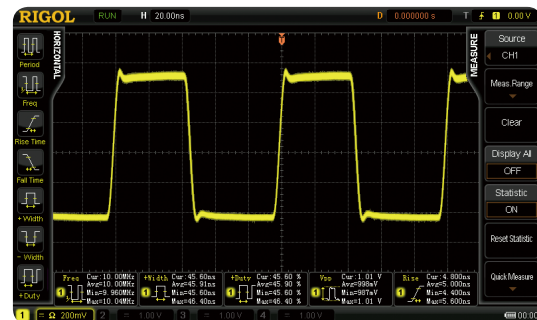 RIGOL RUN H 20.00ns D 0.000000 s T 1 0.00 V
HORIZONTAL
Period
Freq
Rise Time
Fall Time
+ Width
- Width
+ Duty
MEASURE
Source
CH1
Meas.Range
Clear
Display All
OFF
Statistic
ON
Reset Statistic
Quick Measure
Freq Cur:10.00MHz
Avg=10.00MHz
Min=9.960MHz
Max=10.04MHz
+Width Cur:45.60ns
Avg=45.91ns
Min=45.60ns
Max=46.40ns
+Duty Cur:45.60 %
Avg=45.90 %
Min=45.60 %
Max=46.40 %
Vpp Cur:1.01 V
Avg=998mV
Min=987mV
Max=1.01 V
Rise Cur:4.800ns
Avg=5.000ns
Min=4.800ns
Max=5.600ns
1 = Ω 200mV 2 = 1.00 V 3 = 1.00 V 4 = 1.00 V 00:00